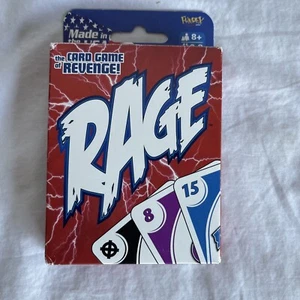 Made in
the CARD GAME
of REVENGE!
8+
RAGE
8
15